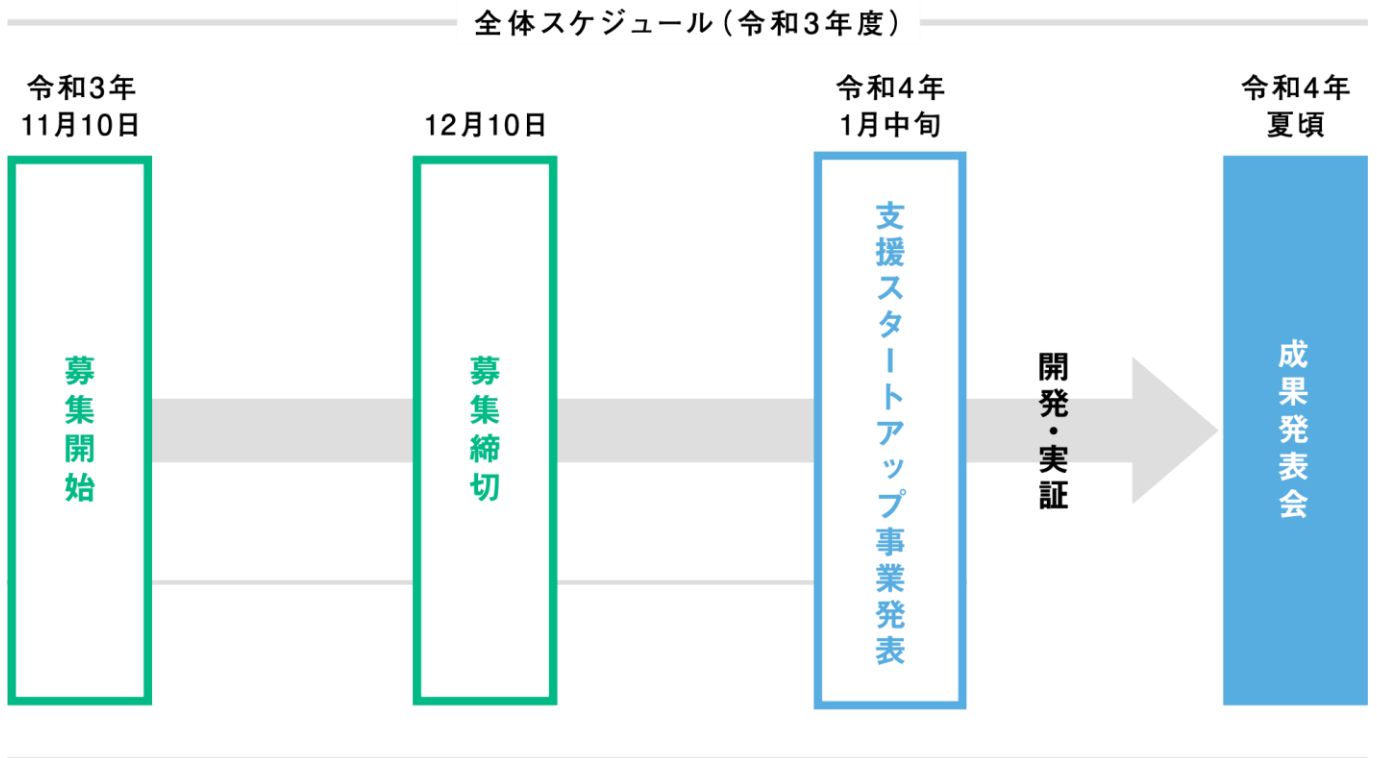 全体スケジュール（令和3年度）
令和3年
11月10日
募集開始
12月10日
募集締切
令和4年
1月中旬
支援スタートアップ事業発表
開発・実証
令和4年
夏頃
成果発表会